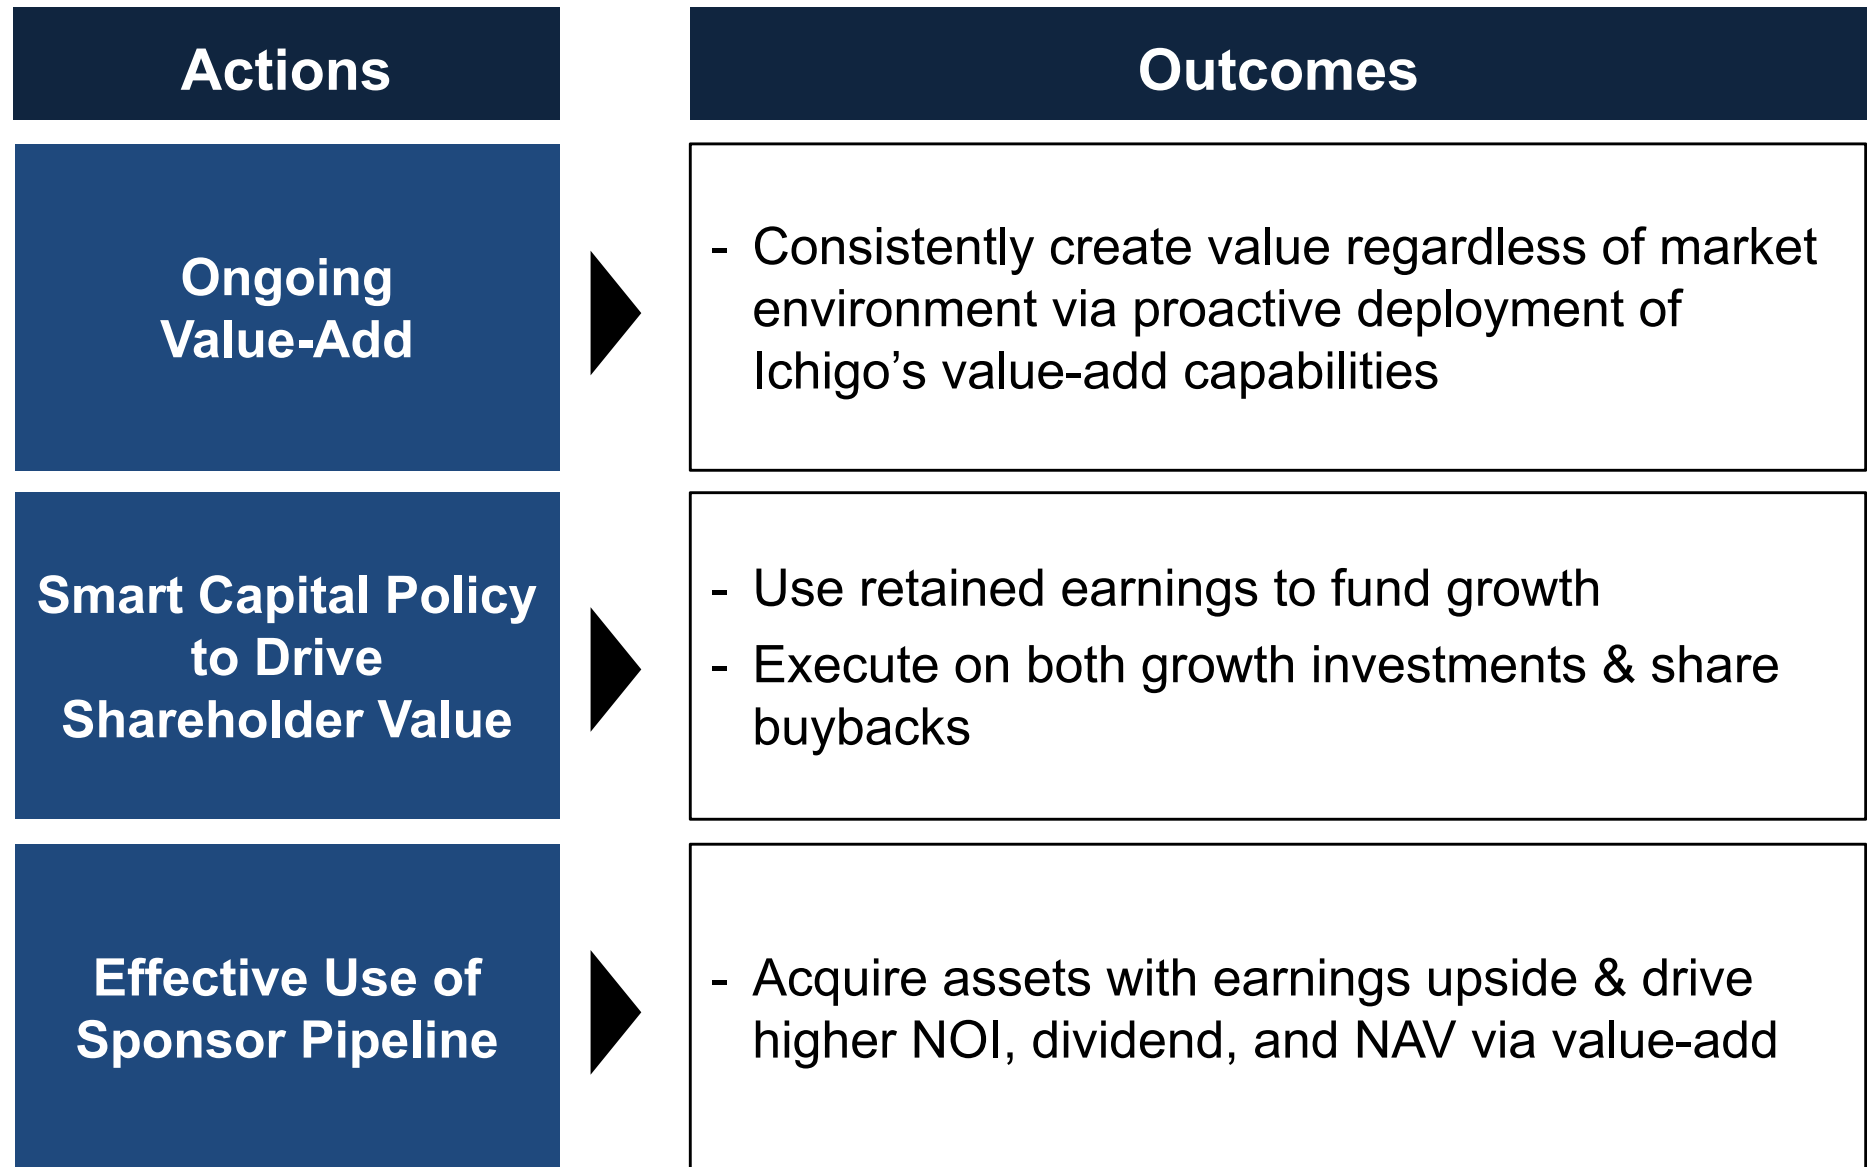 Actions
Outcomes
Ongoing
Value-Add
- Consistently create value regardless of market
environment via proactive deployment of
Ichigo’s value-add capabilities
Smart Capital Policy
to Drive
Shareholder Value
- Use retained earnings to fund growth
- Execute on both growth investments & share
buybacks
Effective Use of
Sponsor Pipeline
- Acquire assets with earnings upside & drive
higher NOI, dividend, and NAV via value-add